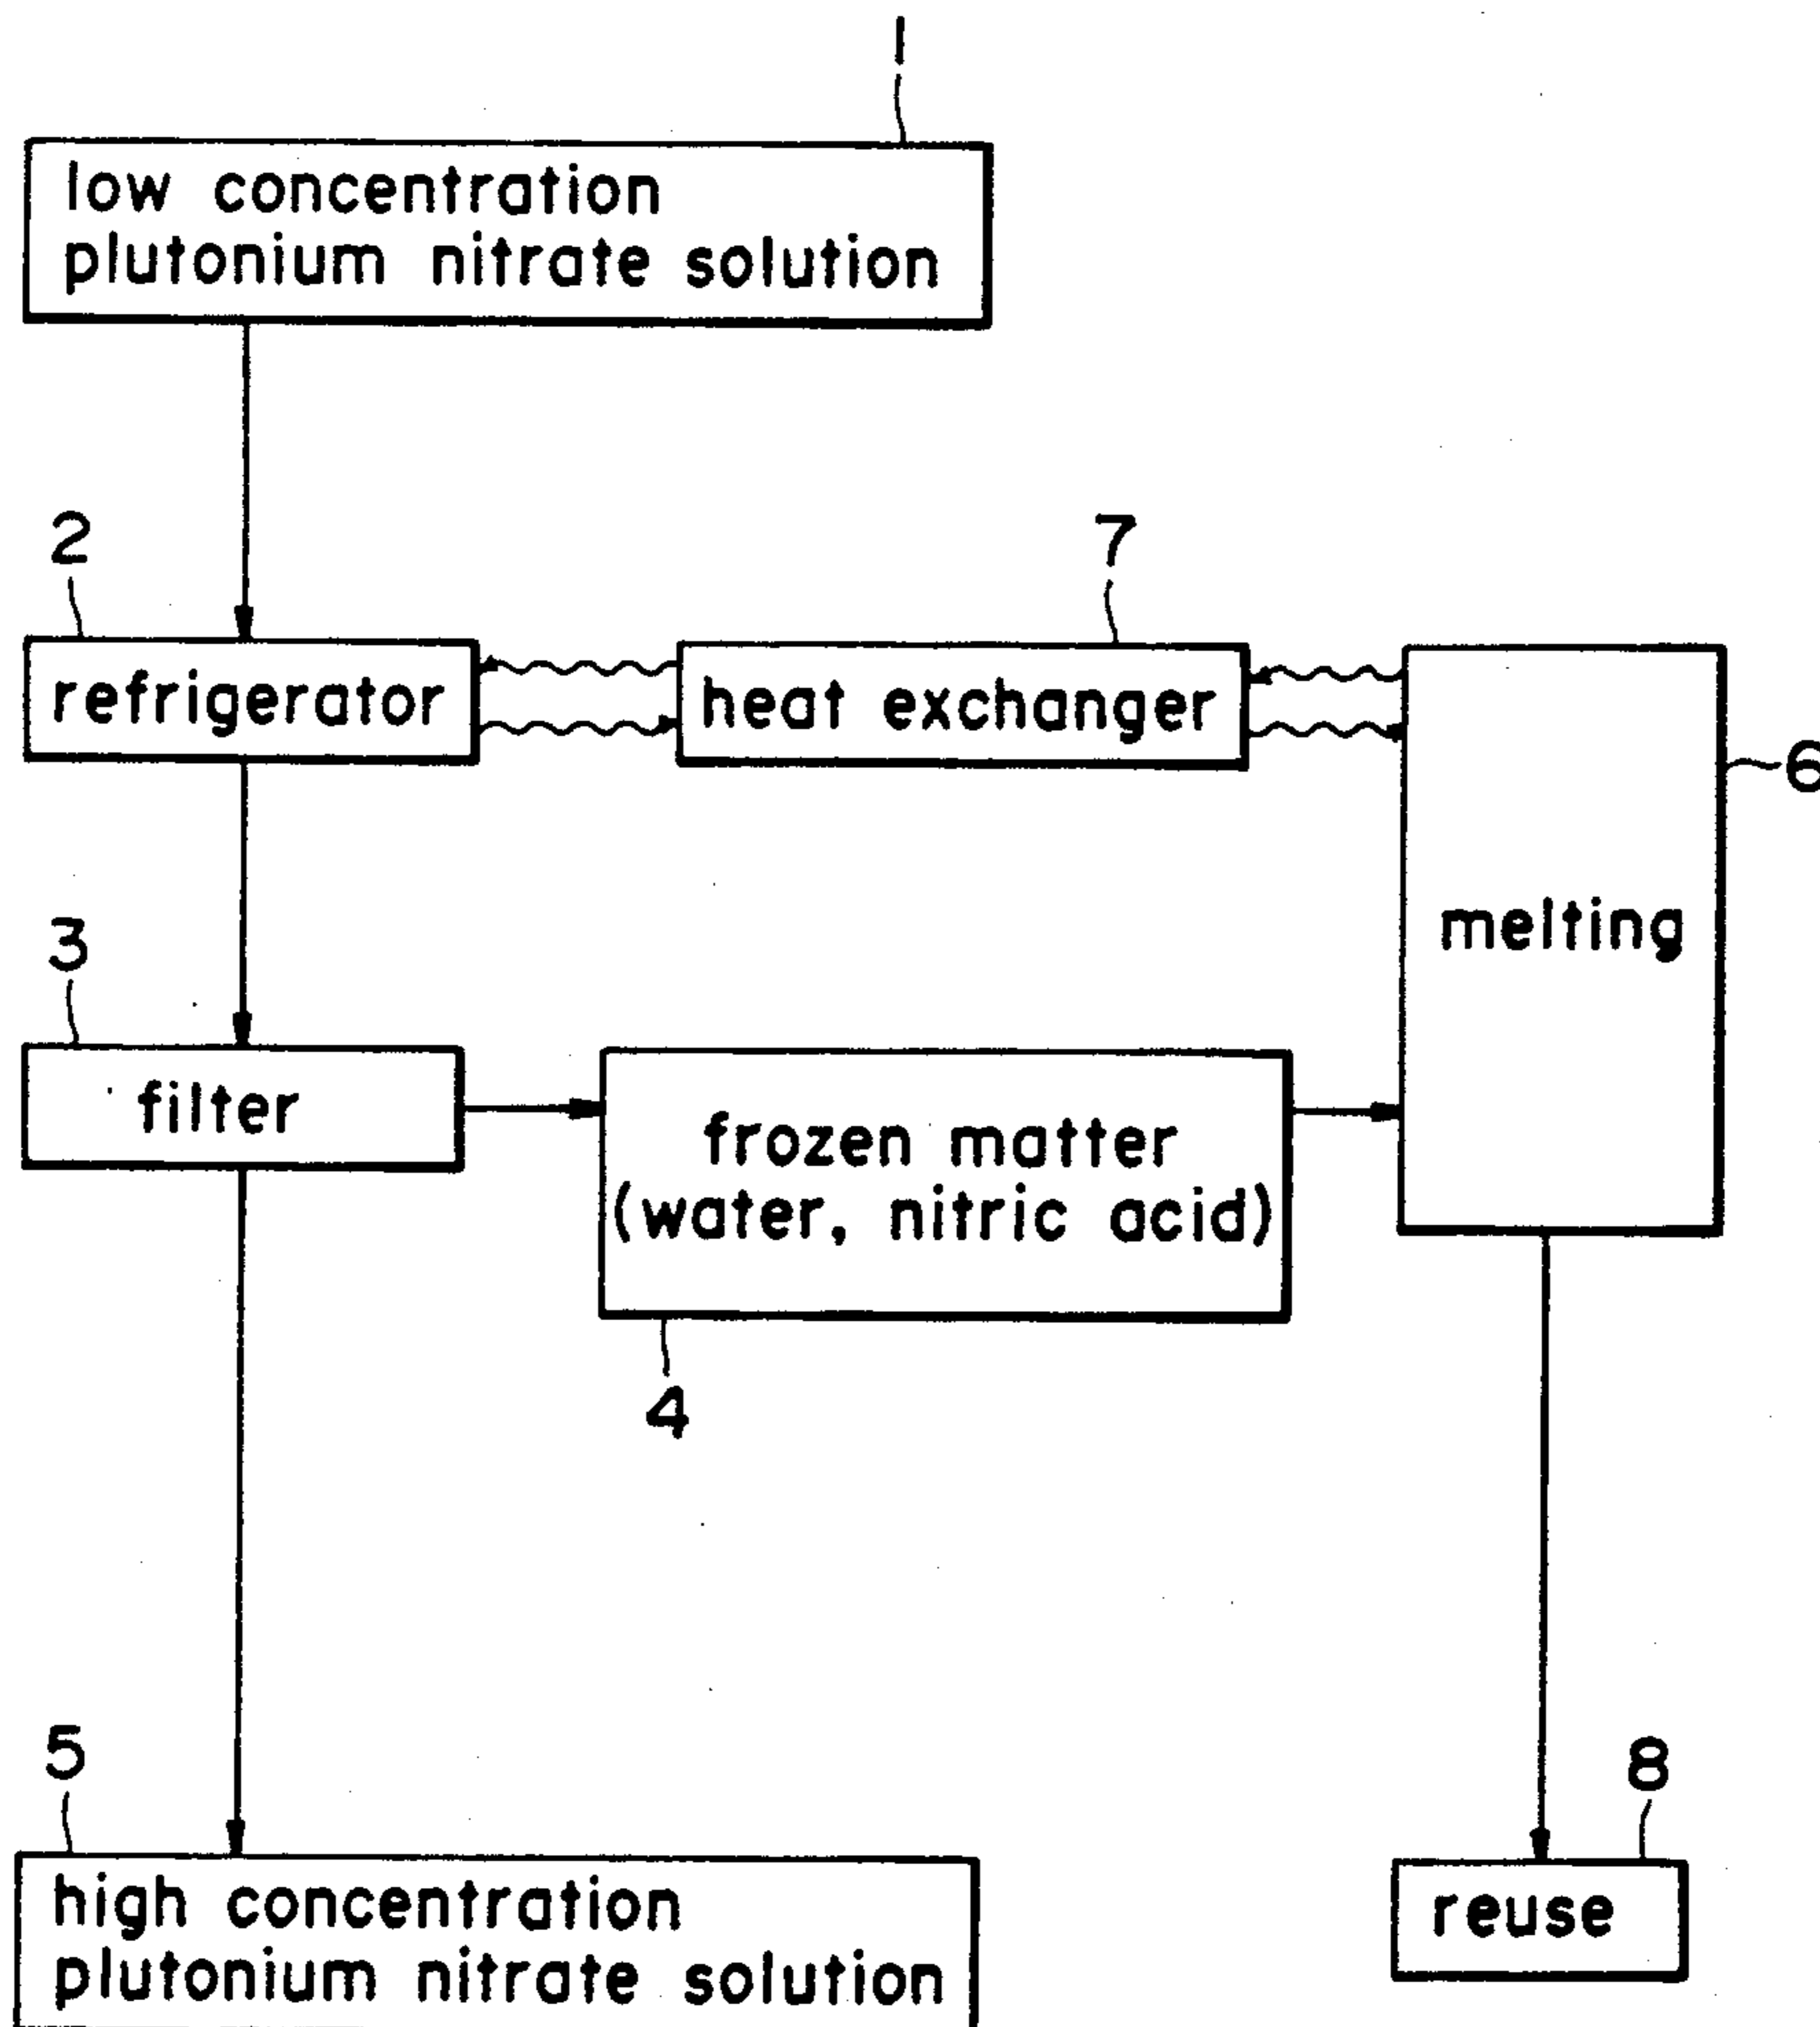 1
low concentration
plutonium nitrate solution
2
7
refrigerator
heat exchanger
6
melting
3
filter
frozen matter
(water, nitric acid)
4
5
8
high concentration
plutonium nitrate solution
reuse